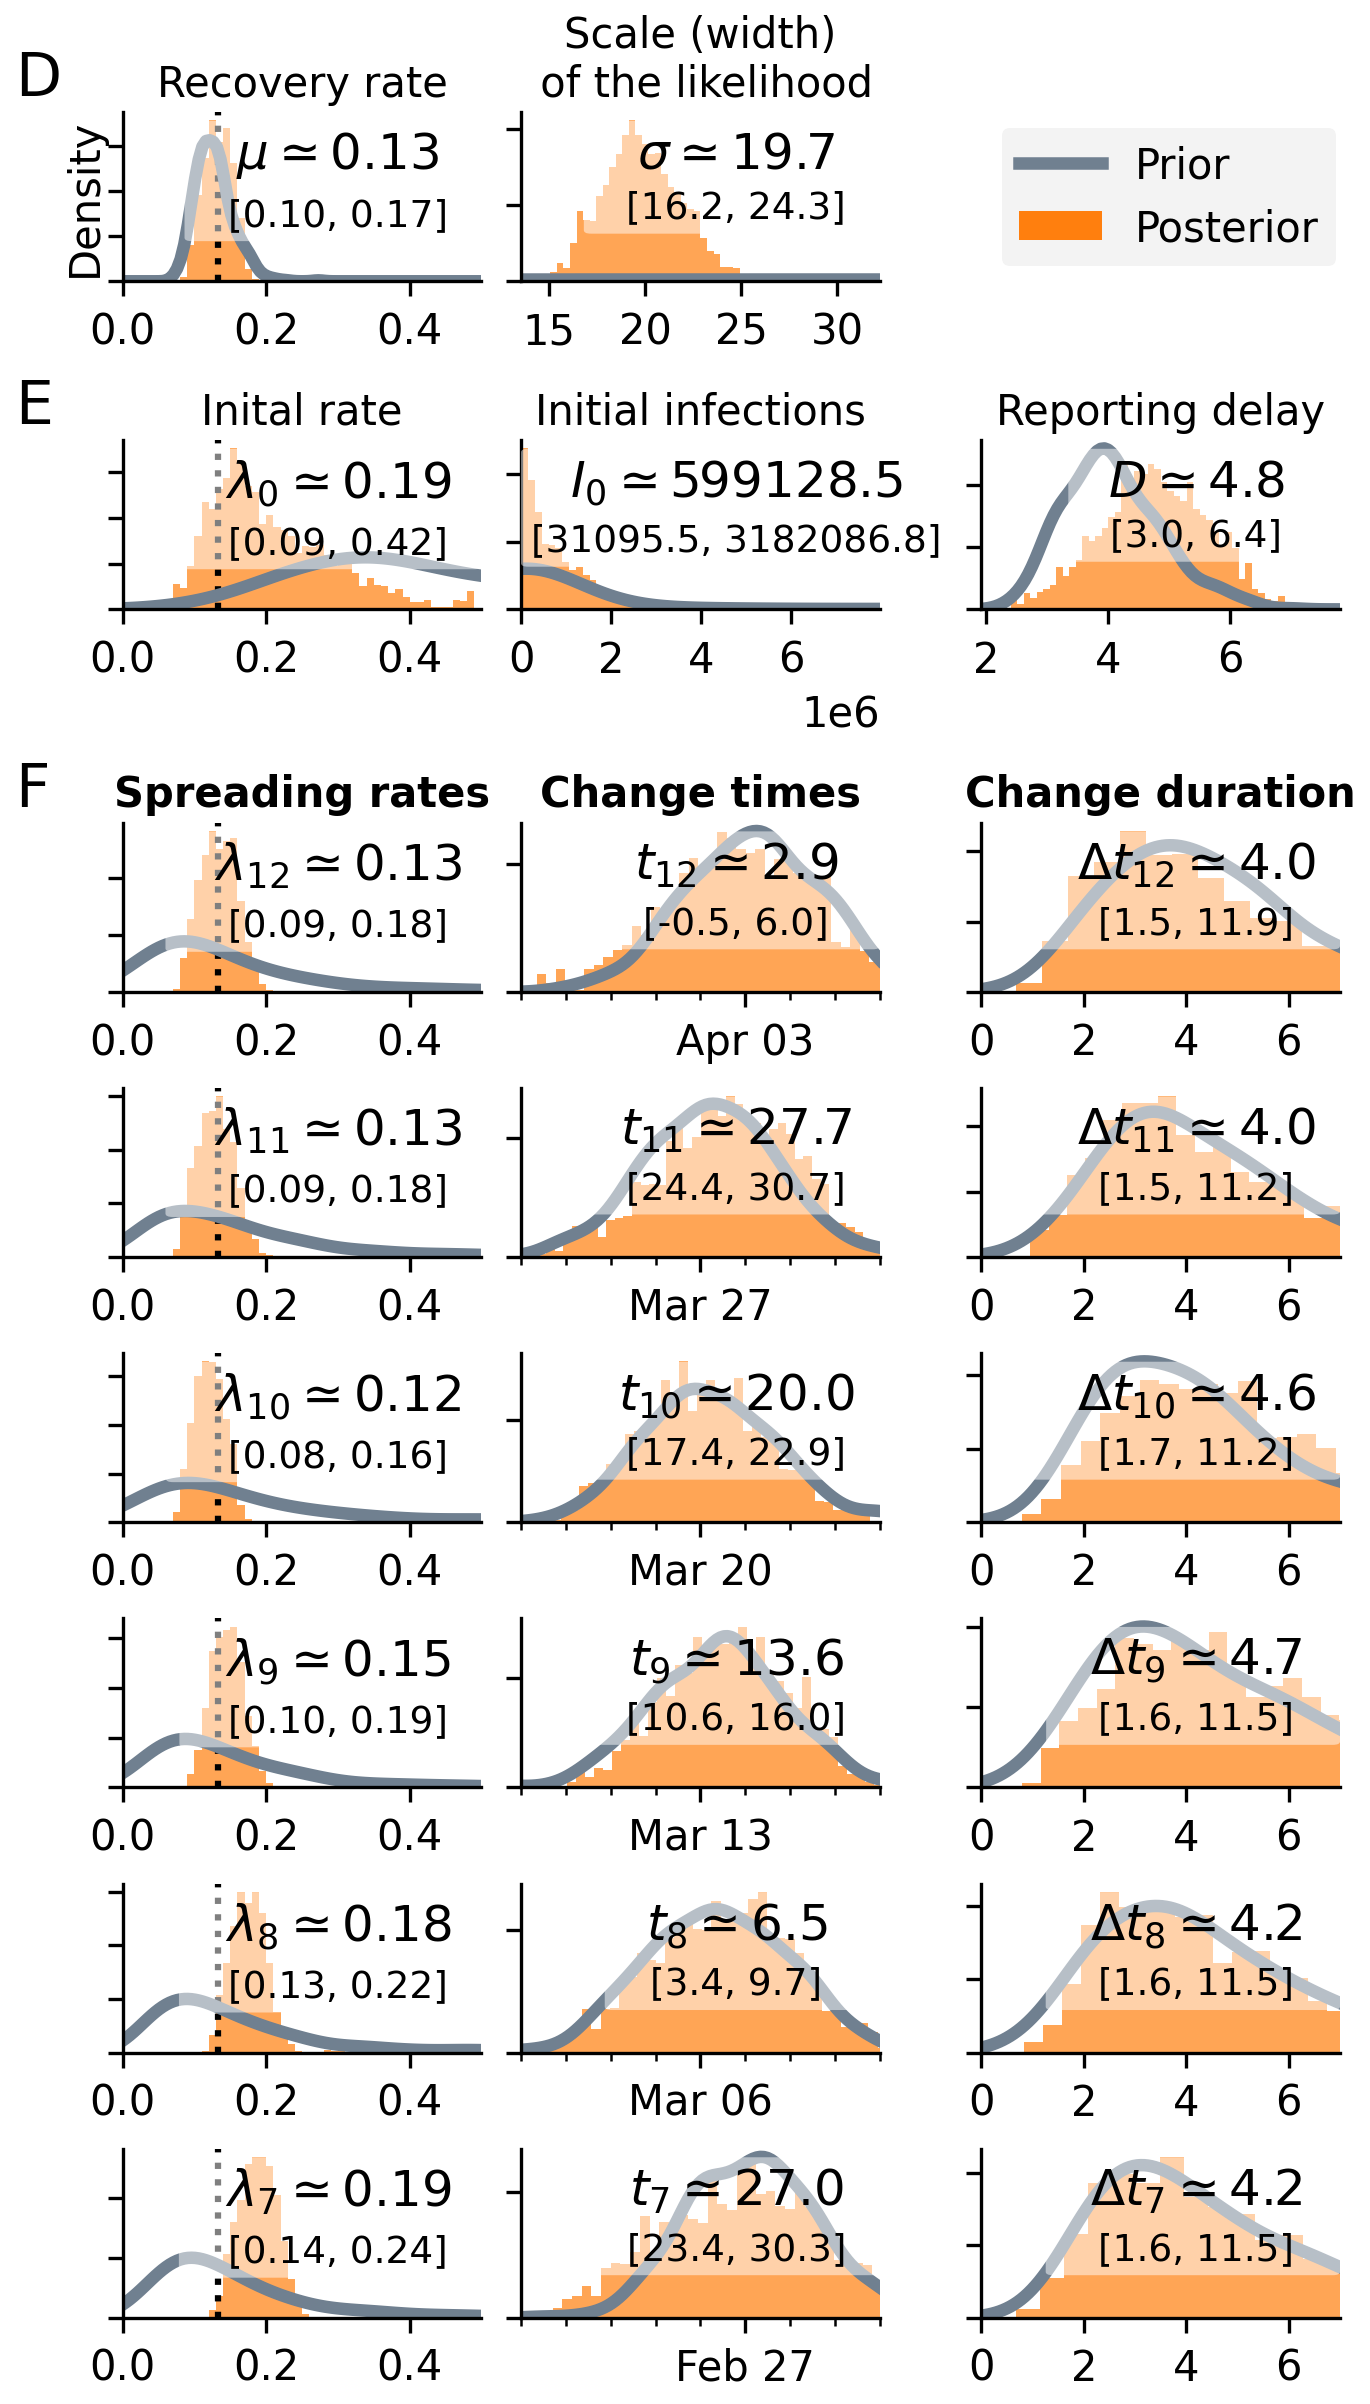 D
Recovery rate
Scale (width)
of the likelihood
Density
μ ≃ 0.13
[0.10, 0.17]
0.0 0.2 0.4
σ ≃ 19.7
[16.2, 24.3]
15 20 25 30
Prior
Posterior
E
Inital rate
λ0 ≃ 0.19
[0.09, 0.42]
0.0 0.2 0.4
Initial infections
I0 ≃ 599128.5
[31095.5, 3182086.8]
0 2 4 6
1e6
Reporting delay
D ≃ 4.8
[3.0, 6.4]
2 4 6
F
Spreading rates
Change times
Change duration
λ12 ≃ 0.13
[0.09, 0.18]
0.0 0.2 0.4
t12 ≃ 2.9
[-0.5, 6.0]
Apr 03
Δt12 ≃ 4.0
[1.5, 11.9]
0 2 4 6
λ11 ≃ 0.13
[0.09, 0.18]
0.0 0.2 0.4
t11 ≃ 27.7
[24.4, 30.7]
Mar 27
Δt11 ≃ 4.0
[1.5, 11.2]
0 2 4 6
λ10 ≃ 0.12
[0.08, 0.16]
0.0 0.2 0.4
t10 ≃ 20.0
[17.4, 22.9]
Mar 20
Δt10 ≃ 4.6
[1.7, 11.2]
0 2 4 6
λ9 ≃ 0.15
[0.10, 0.19]
0.0 0.2 0.4
t9 ≃ 13.6
[10.6, 16.0]
Mar 13
Δt9 ≃ 4.7
[1.6, 11.5]
0 2 4 6
λ8 ≃ 0.18
[0.13, 0.22]
0.0 0.2 0.4
t8 ≃ 6.5
[3.4, 9.7]
Mar 06
Δt8 ≃ 4.2
[1.6, 11.5]
0 2 4 6
λ7 ≃ 0.19
[0.14, 0.24]
0.0 0.2 0.4
t7 ≃ 27.0
[23.4, 30.3]
Feb 27
Δt7 ≃ 4.2
[1.6, 11.5]
0 2 4 6